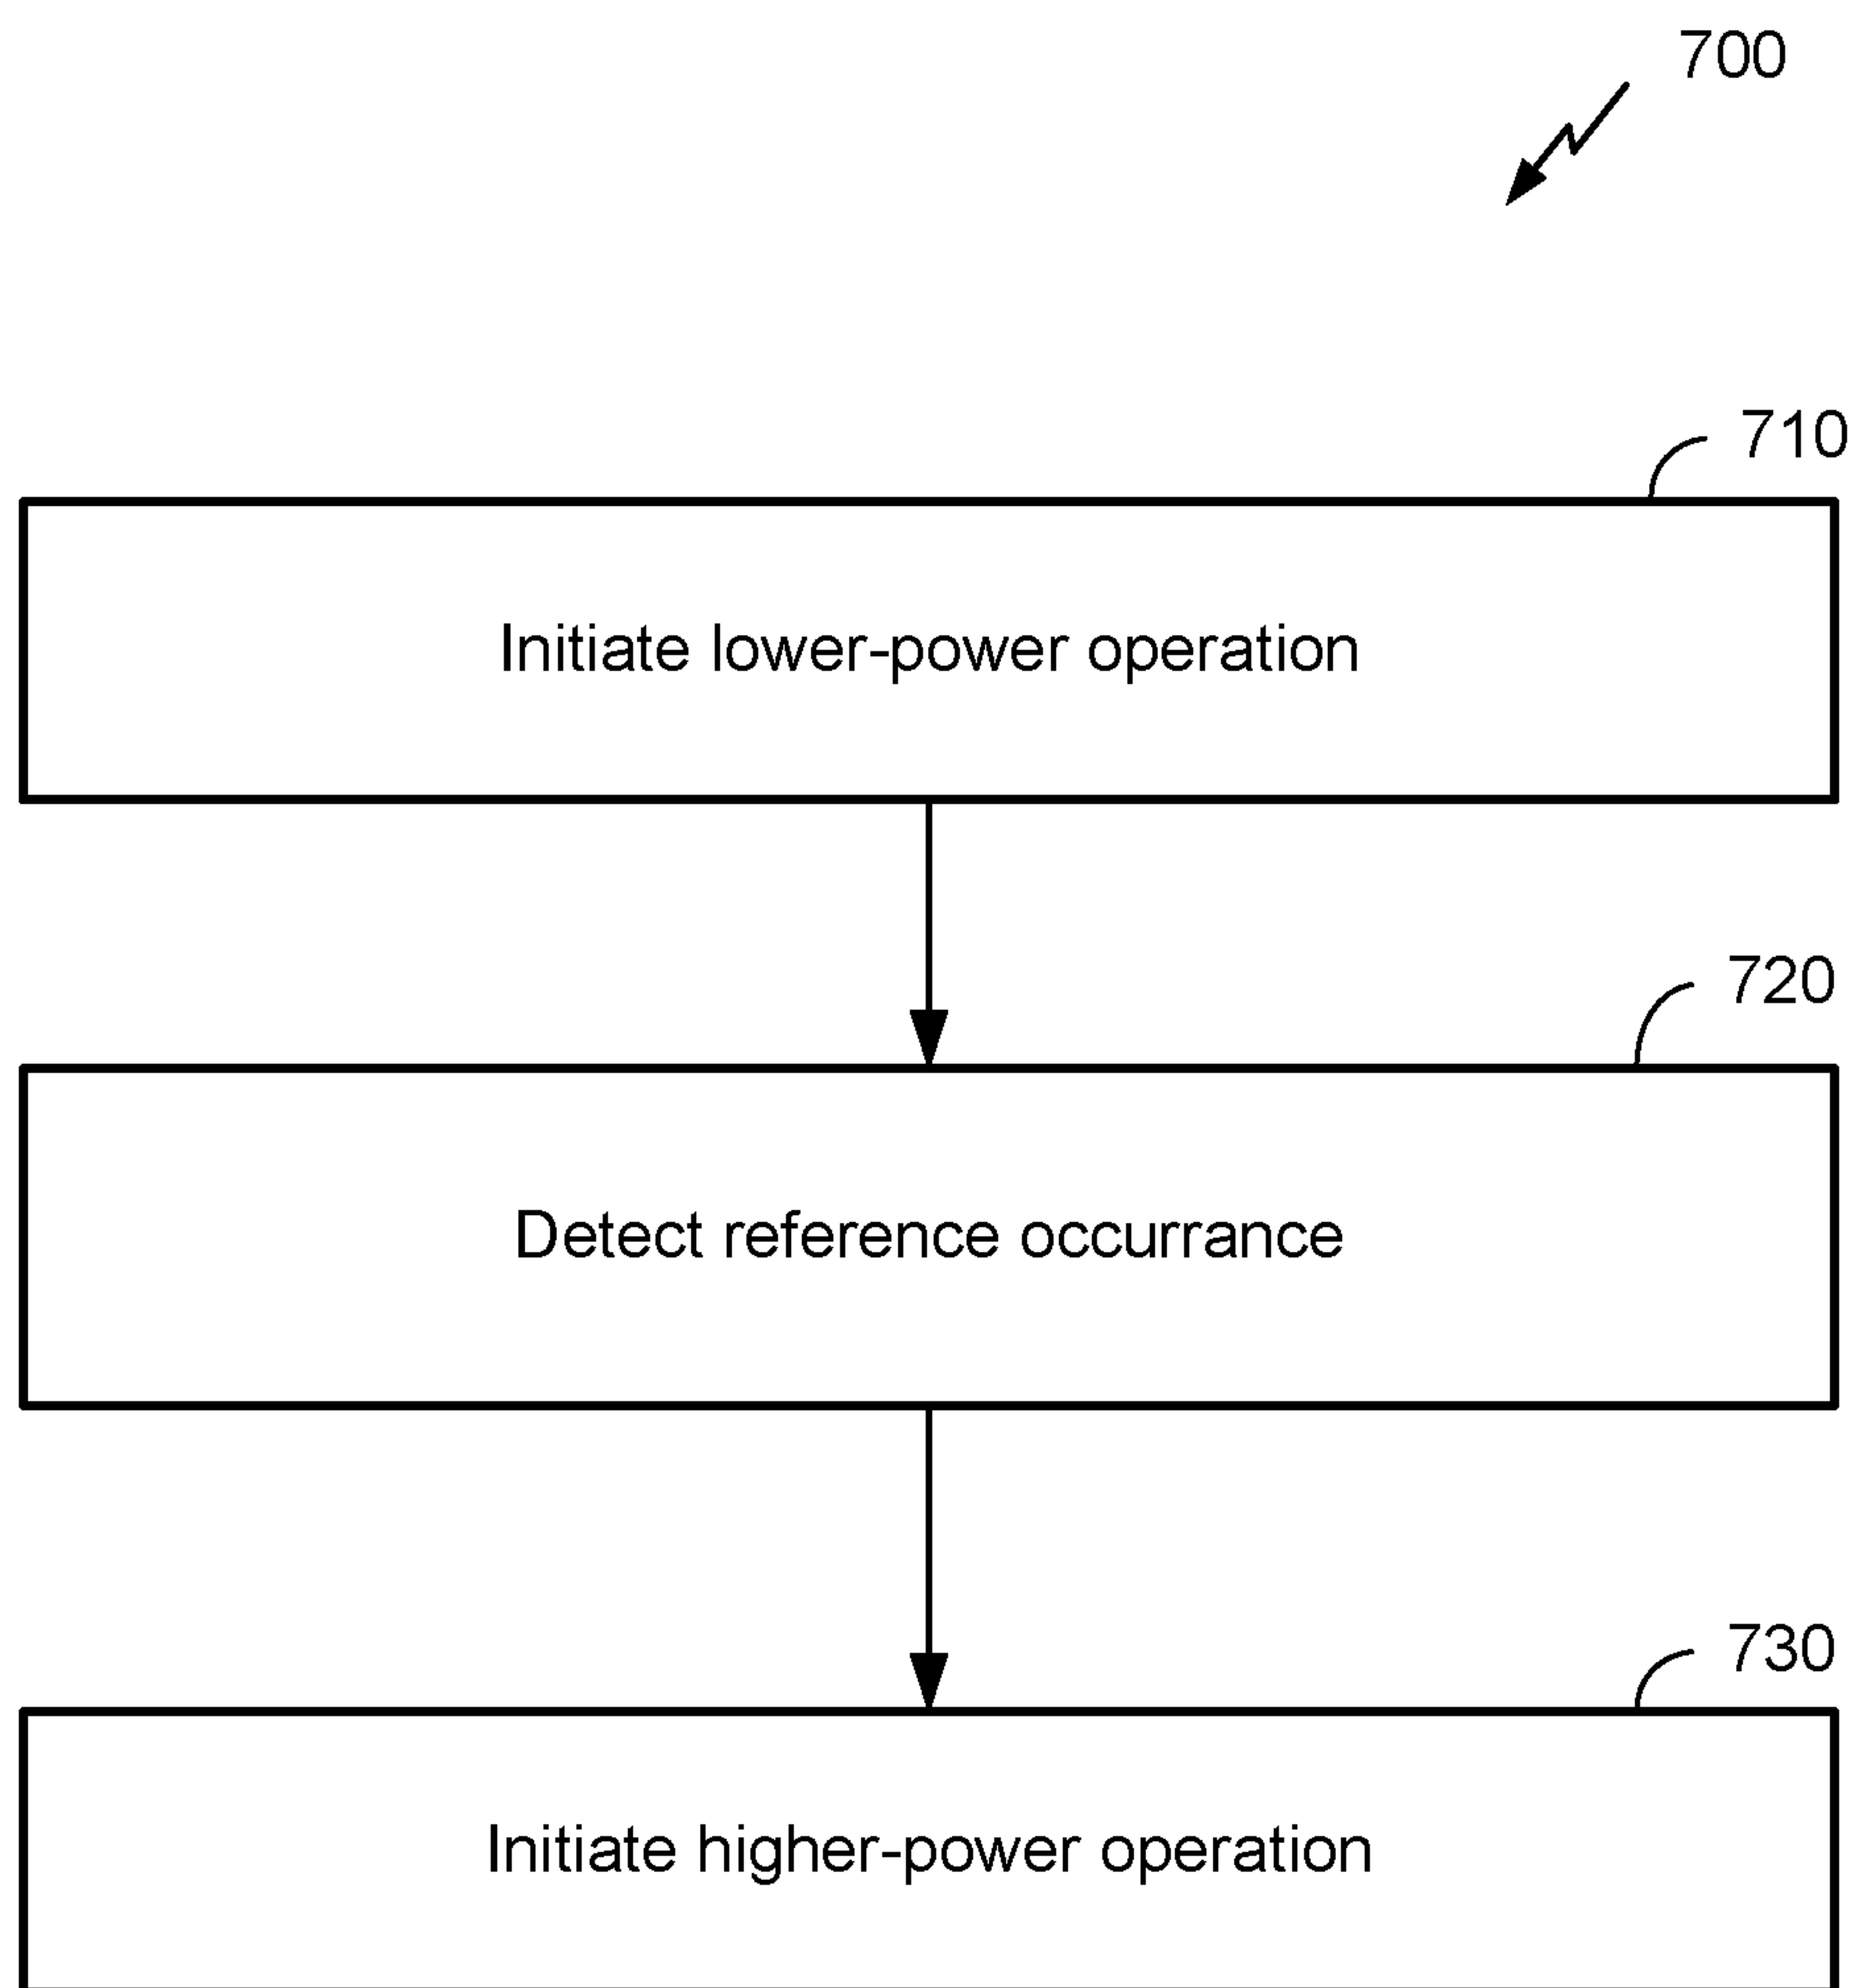 700
710
Initiate lower-power operation
720
Detect reference occurrance
730
Initiate higher-power operation